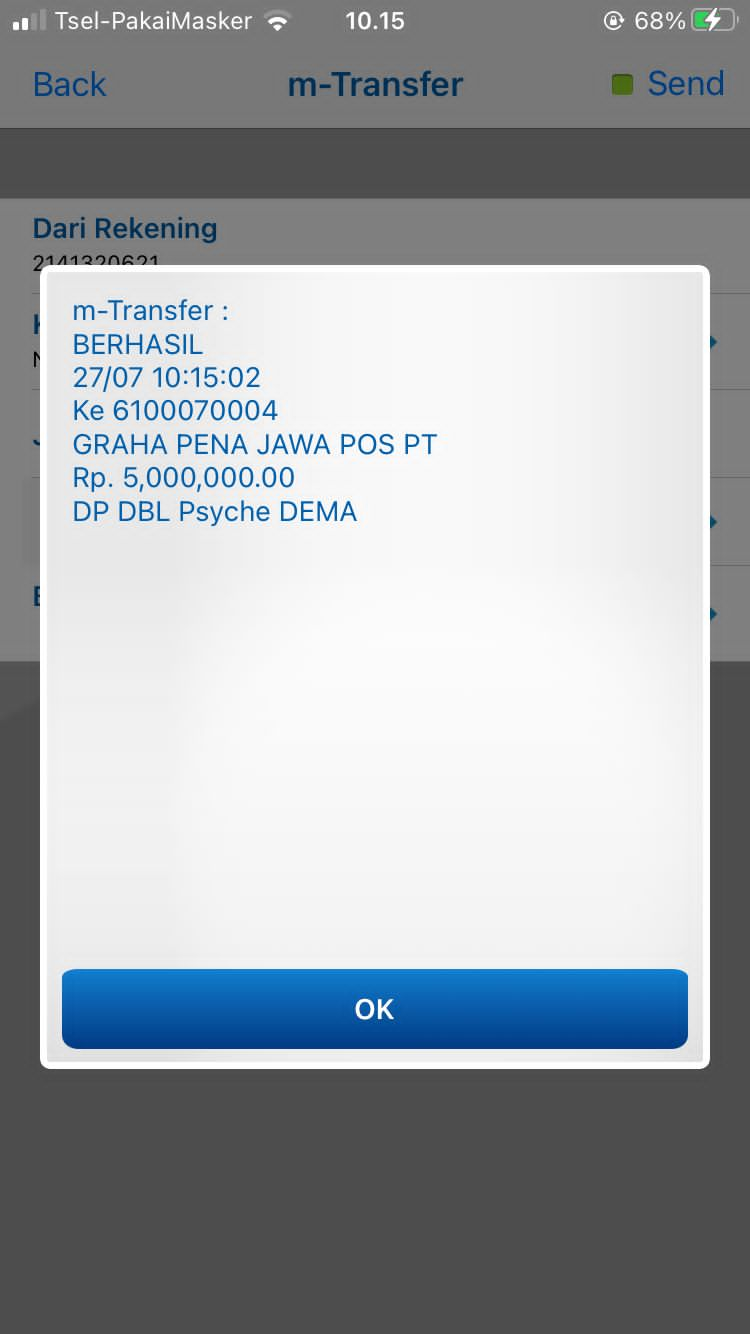 Tsel-PakaiMasker 10.15 68%
Back m-Transfer Send
Dari Rekening
2141320621
m-Transfer :
BERHASIL
27/07 10:15:02
Ke 6100070004
GRAHA PENA JAWA POS PT
Rp. 5,000,000.00
DP DBL Psyche DEMA
OK